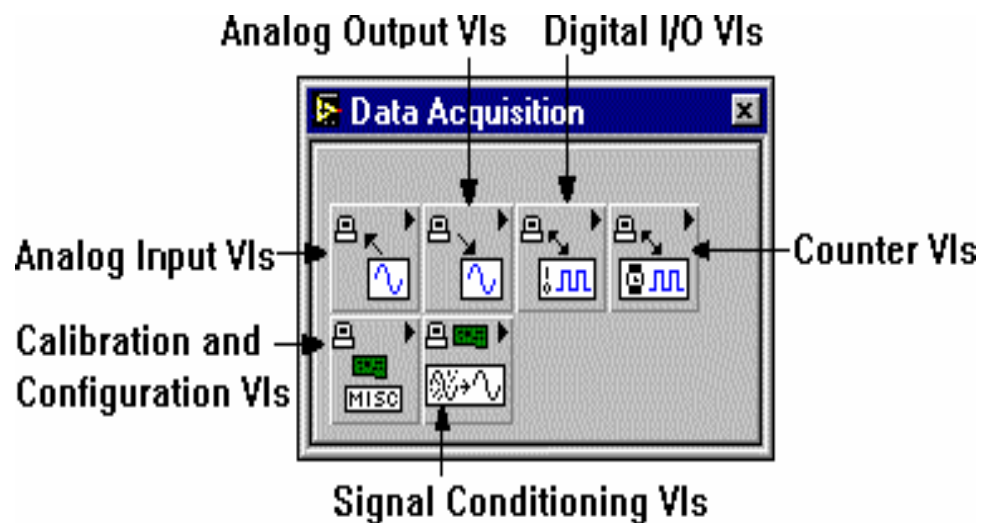 Analog Output VIs
Digital I/O VIs
Data Acquisition
Analog Input VIs
Counter VIs
Calibration and
Configuration VIs
MISC
Signal Conditioning VIs